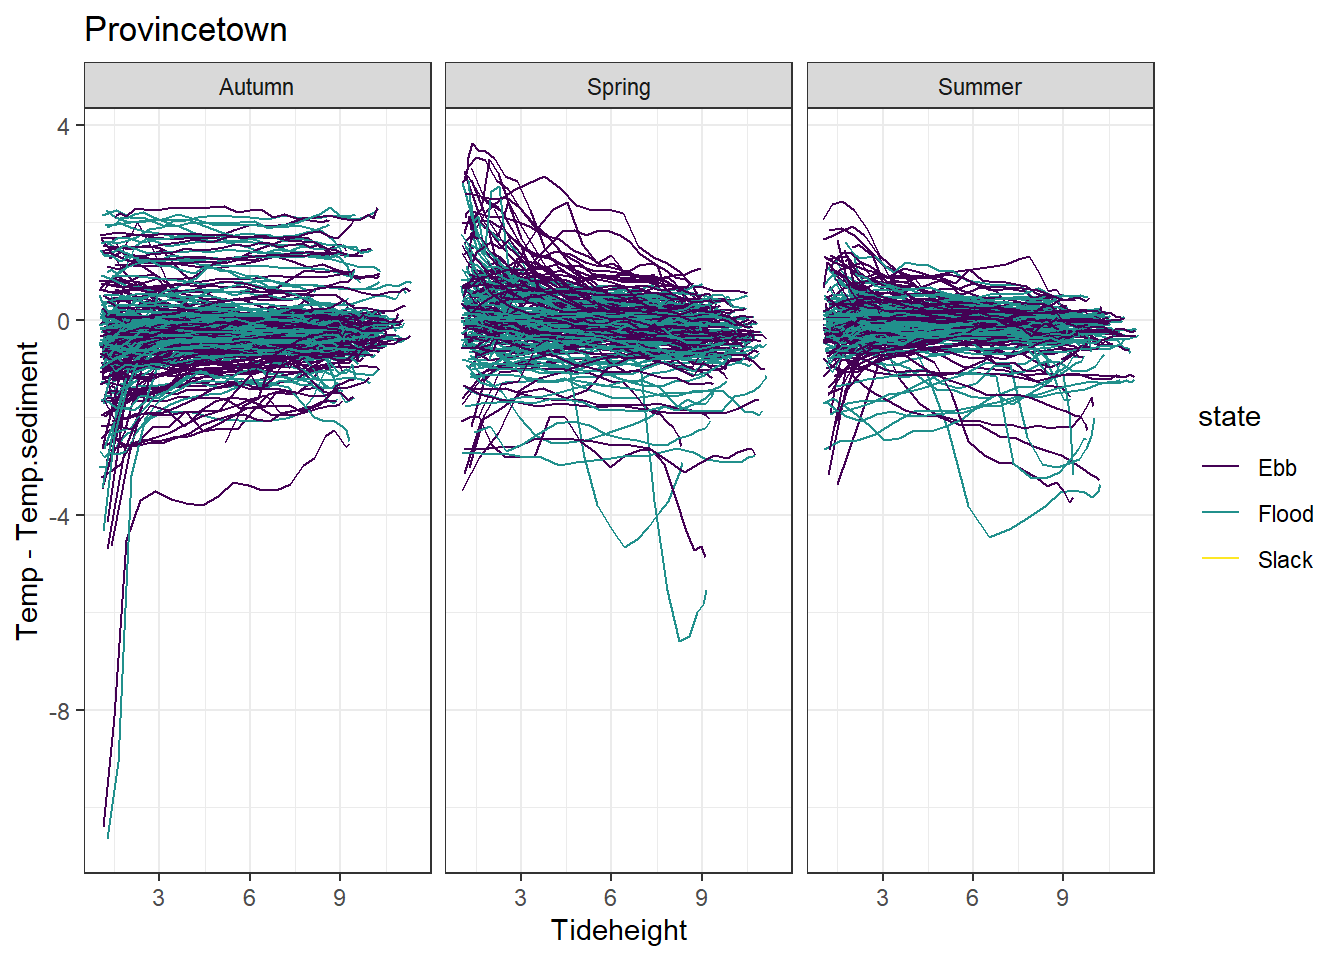 Provincetown
Autumn
Spring
Summer
4
0
-4
-8
Temp - Temp.sediment
3
6
9
3
6
9
3
6
9
Tideheight
state
Ebb
Flood
Slack